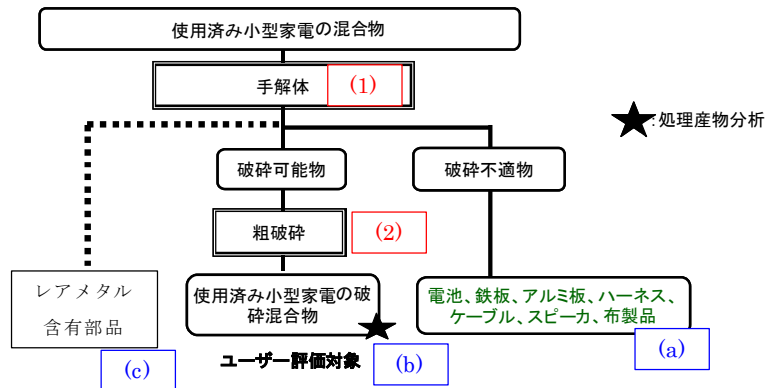 使用済み小型家電の混合物
手解体
(1)
★:処理産物分析
破砕可能物
破砕不適物
粗破砕
(2)
レアメタル
含有部品
使用済み小型家電の破
砕混合物
電池、鉄板、アルミ板、ハーネス、
ケーブル、スピーカ、布製品
(c)
ユーザー評価対象
(b)
(a)